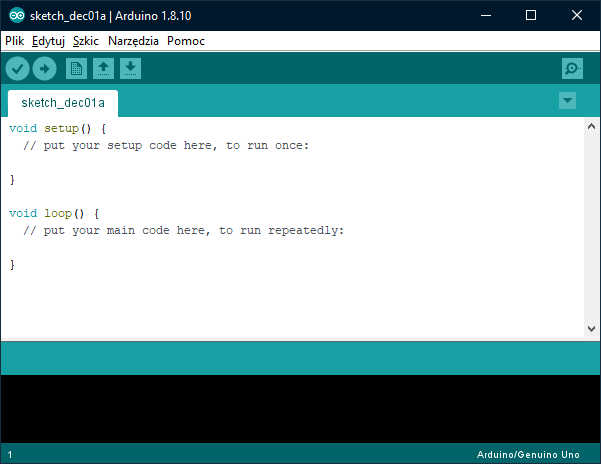 sketch_dec01a | Arduino 1.8.10
Plik Edytuj Szkic Narzędzia Pomoc
sketch_dec01a
void setup() {
  // put your setup code here, to run once:
}
void loop() {
  // put your main code here, to run repeatedly:
}
1 Arduino/Genuino Uno